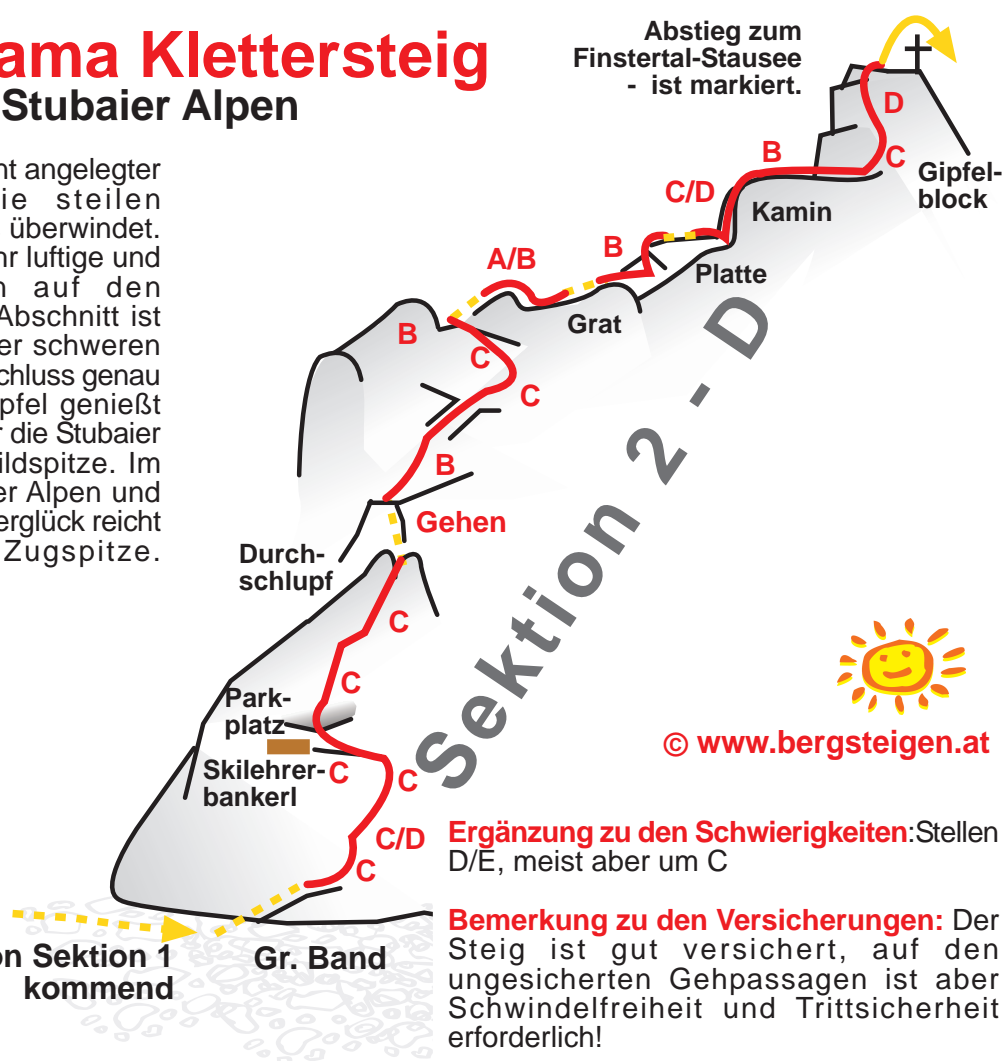 ama Klettersteig
Stubaier Alpen
nt angelegter
ie steilen
überwindet.
hr luftige und
n auf den
Abschnitt ist
er schweren
chluss genau
pfel genießt
r die Stubaier
ildspitze. Im
er Alpen und
erglück reicht
Zugspitze.
Abstieg zum
Finstertal-Stausee
- ist markiert.
D
C
B
Gipfel-
block
C/D
Kamin
B
Platte
A/B
Grat
B
C
C
B
Gehen
Durch-
schlupf
C
C
Park-
platz
Skilehrer-
bankerl
C
C
C/D
C
Sektion 2 - D
© www.bergsteigen.at
Ergänzung zu den Schwierigkeiten:Stellen
D/E, meist aber um C
Bemerkung zu den Versicherungen: Der
Steig ist gut versichert, auf den
ungesicherten Gehpassagen ist aber
Schwindelfreiheit und Trittsicherheit
erforderlich!
on Sektion 1
kommend
Gr. Band